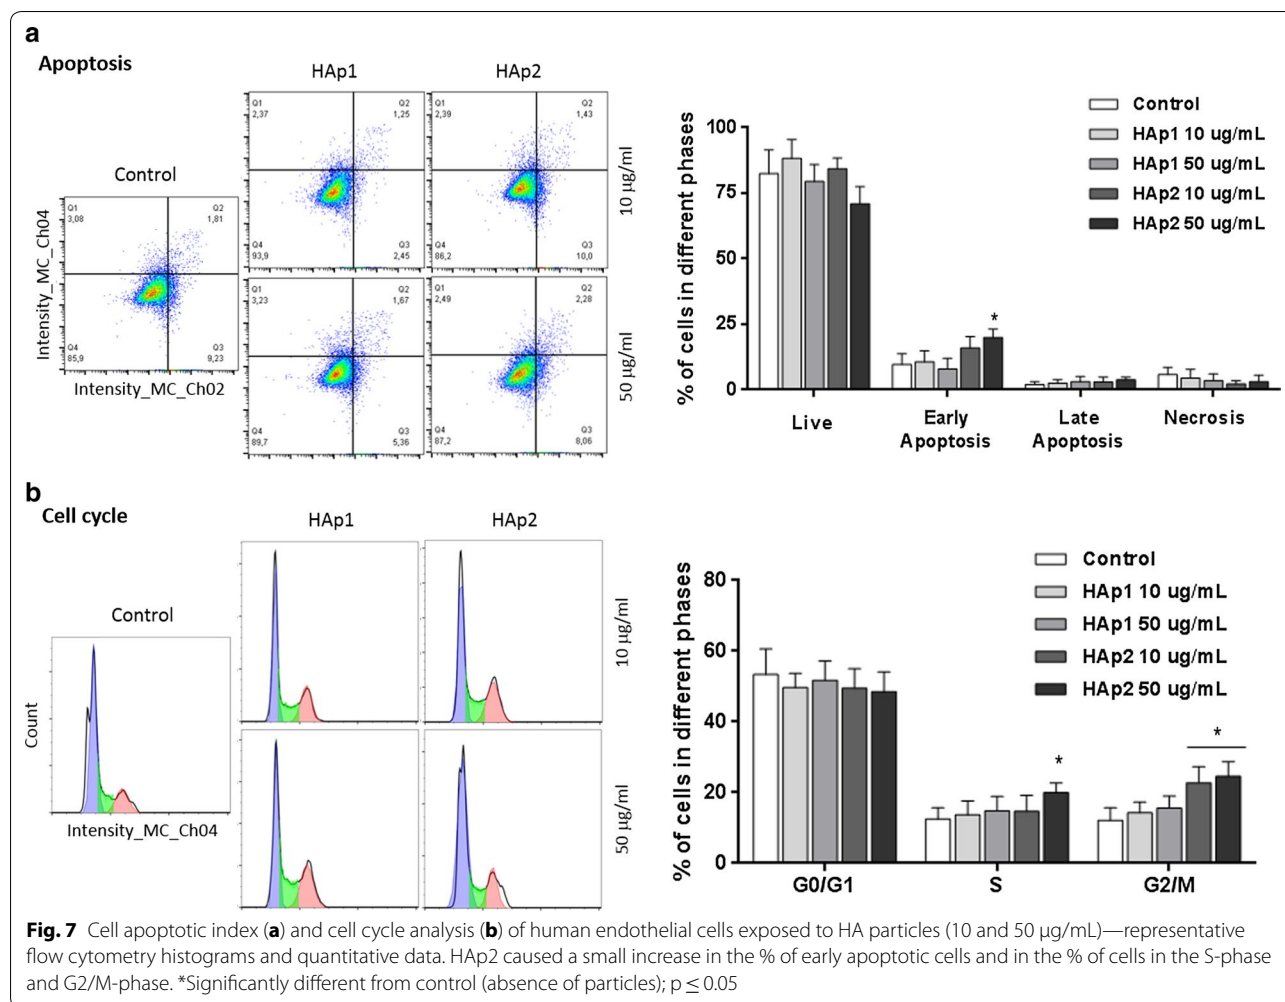 a
Apoptosis
HAp1
HAp2
Control
Q1
2,37
Q2
1,25
Q4
93,9
Q3
2,45
Q1
2,39
Q2
1,43
Q4
86,2
Q3
10,0
10 µg/ml
Q1
3,08
Q2
1,81
Q4
85,9
Q3
9,23
Intensity_MC_Ch04
Intensity_MC_Ch02
Q1
3,23
Q2
1,67
Q4
89,7
Q3
5,36
Q1
2,49
Q2
2,28
Q4
87,2
Q3
8,06
50 µg/ml
Control
HAp1 10 ug/mL
HAp1 50 ug/mL
HAp2 10 ug/mL
HAp2 50 ug/mL
% of cells in different phases
100
75
50
25
0
*
Live
Early Apoptosis
Late Apoptosis
Necrosis
b
Cell cycle
HAp1
HAp2
Control
10 µg/ml
50 µg/ml
Count
Intensity_MC_Ch04
Control
HAp1 10 ug/mL
HAp1 50 ug/mL
HAp2 10 ug/mL
HAp2 50 ug/mL
% of cells in different phases
80
60
40
20
0
*
*
G0/G1
S
G2/M
Fig. 7 Cell apoptotic index (a) and cell cycle analysis (b) of human endothelial cells exposed to HA particles (10 and 50 µg/mL)—representative
flow cytometry histograms and quantitative data. HAp2 caused a small increase in the % of early apoptotic cells and in the % of cells in the S-phase
and G2/M-phase. *Significantly different from control (absence of particles); p ≤ 0.05